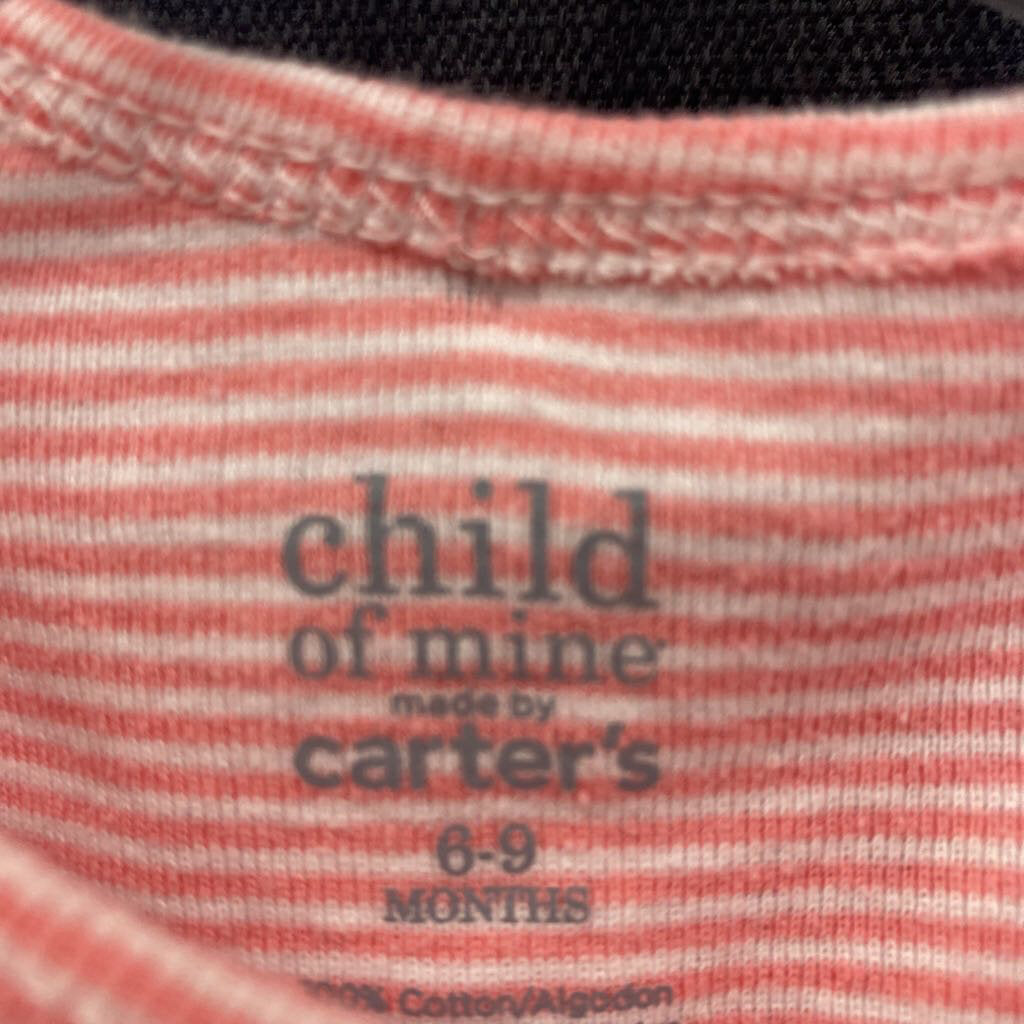 child
of mine
made by
carter's
6-9
MONTHS
100% Cotton/Algodon